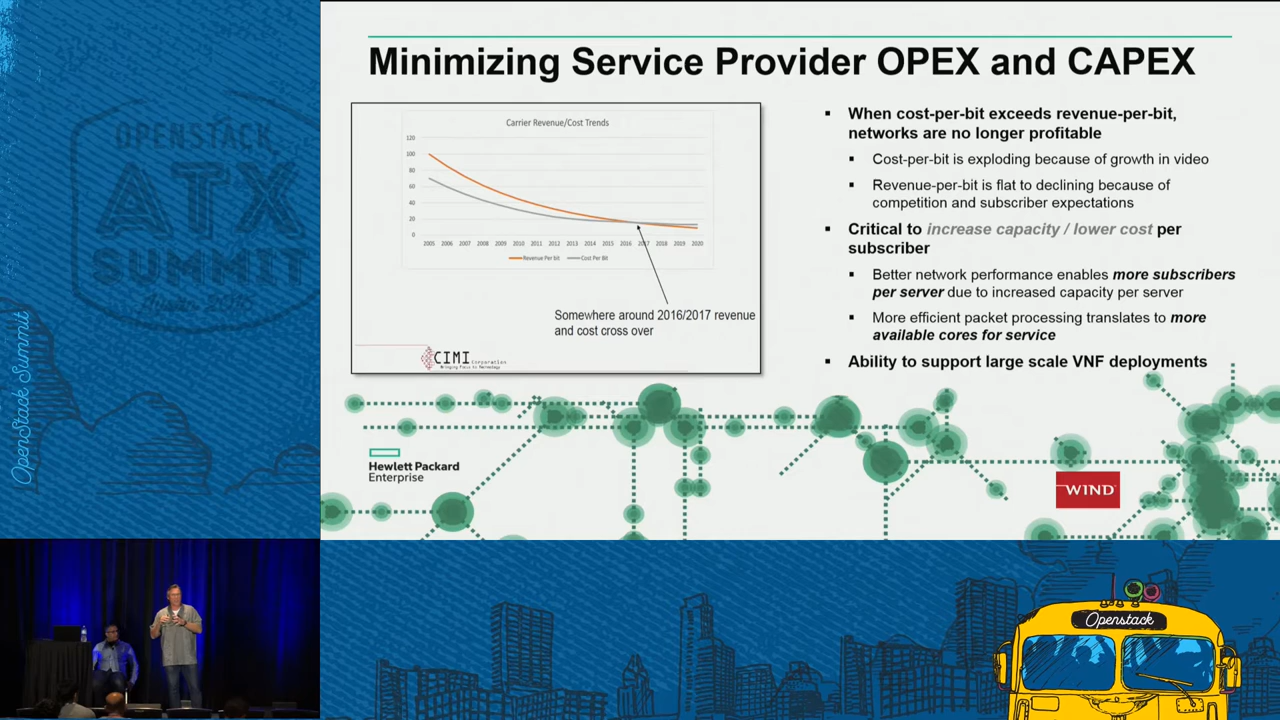 Minimizing Service Provider OPEX and CAPEX
Carrier Revenue/Cost Trends
120
100
80
60
40
20
0
2005 2006 2007 2008 2009 2010 2011 2012 2013 2014 2015 2016 2017 2018 2019 2020
Revenue Per bit Cost Per Bit
Somewhere around 2016/2017 revenue
and cost cross over
CIMI Corporation
Bringing Focus to Technology
▪ When cost-per-bit exceeds revenue-per-bit,
networks are no longer profitable
▪ Cost-per-bit is exploding because of growth in video
▪ Revenue-per-bit is flat to declining because of
competition and subscriber expectations
▪ Critical to increase capacity / lower cost per
subscriber
▪ Better network performance enables more subscribers
per server due to increased capacity per server
▪ More efficient packet processing translates to more
available cores for service
▪ Ability to support large scale VNF deployments
Hewlett Packard
Enterprise
WIND
OPENSTACK
ATX
SUMMIT
OpenStack Summit
Openstack